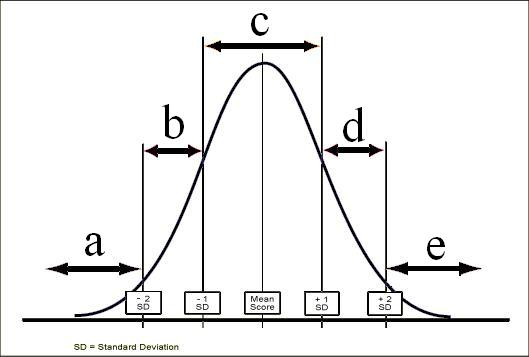 c
b
d
a
e
- 2
SD
- 1
SD
Mean
Score
+ 1
SD
+ 2
SD
SD = Standard Deviation